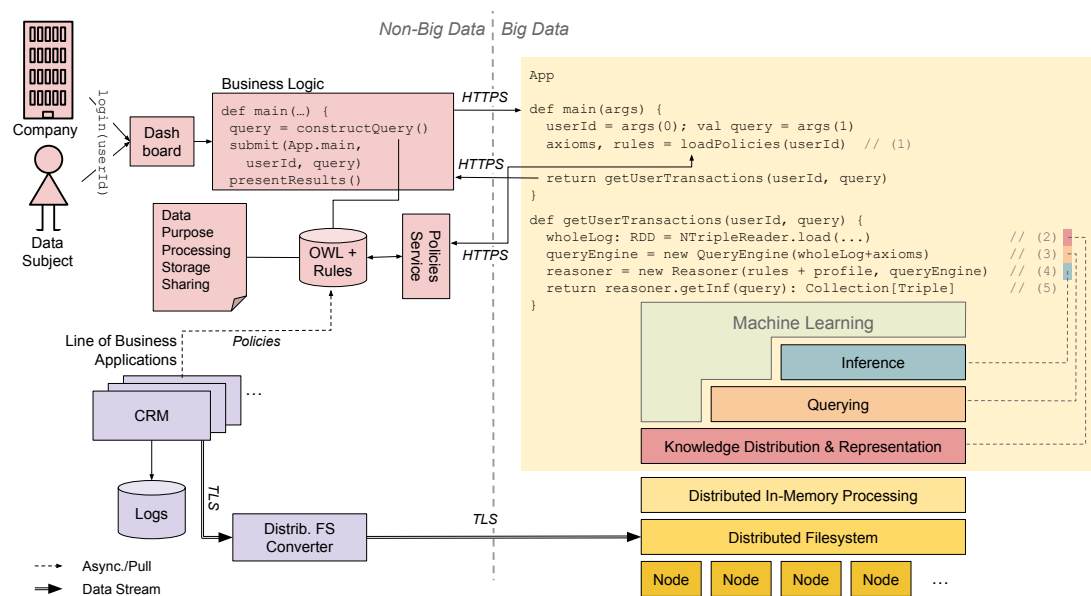 Non-Big Data
Big Data
Company
login(userId)
Data
Subject
Dash
board
Business Logic
def main(…) {
query = constructQuery()
submit(App.main,
userId, query)
presentResults()
HTTPS
HTTPS
HTTPS
App
def main(args) {
userId = args(0); val query = args(1)
axioms, rules = loadPolicies(userId) // (1)
return getUserTransactions(userId, query)
}
def getUserTransactions(userId, query) {
wholeLog: RDD = NTripleReader.load(...) // (2)
queryEngine = new QueryEngine(wholeLog+axioms) // (3)
reasoner = new Reasoner(rules + profile, queryEngine) // (4)
return reasoner.getInf(query): Collection[Triple] // (5)
}
Data
Purpose
Processing
Storage
Sharing
OWL +
Rules
Policies
Service
Policies
Line of Business
Applications
CRM
...
Logs
TLS
Distrib. FS
Converter
TLS
Machine Learning
Inference
Querying
Knowledge Distribution & Representation
Distributed In-Memory Processing
Distributed Filesystem
Node
Node
Node
Node
...
Async./Pull
Data Stream